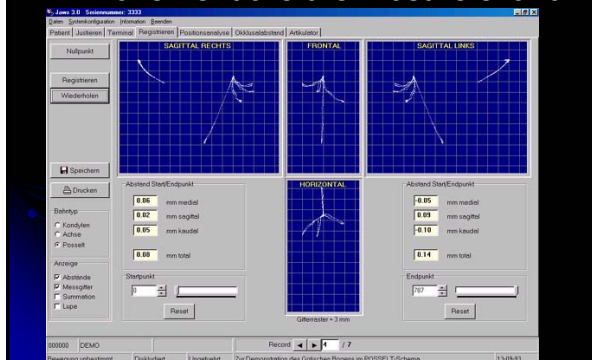 Jaws 3.0 Seriennummer: 3333
Daten Systemkonfiguration Information Beenden
Patient Justieren Terminal Registrieren Positionsanalyse Okklusalabstand Artikulator
Nullpunkt
Registrieren
Wiederholen
Speichern
Drucken
SAGITTAL RECHTS
FRONTAL
SAGITTAL LINKS
HORIZONTAL
Bahntyp
Kondylen
Achse
Posselt
Anzeige
Abstände
Messgitter
Summation
Lupe
Abstand Start/Endpunkt
0.06 mm medial
0.02 mm sagittal
0.05 mm kaudal
0.08 mm total
Startpunkt
0
Reset
Gitterraster = 3 mm
Abstand Start/Endpunkt
-0.05 mm medial
0.09 mm sagittal
-0.10 mm kaudal
0.14 mm total
Endpunkt
787
Reset
000000 DEMO
Record 4 / 7
Zur Demonstration des Gotischen Bogens im POSSELT-Schema